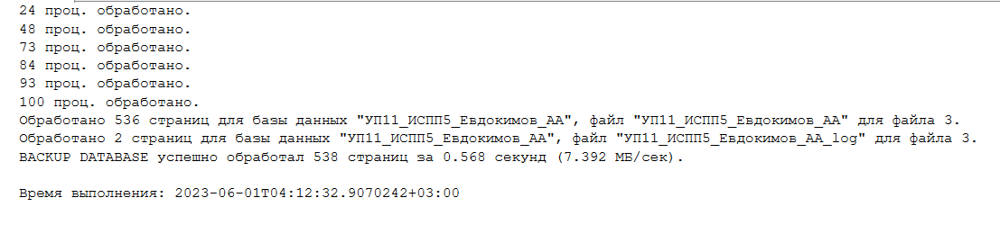 24 проц. обработано.
48 проц. обработано.
73 проц. обработано.
84 проц. обработано.
93 проц. обработано.
100 проц. обработано.
Обработано 536 страниц для базы данных "УП11_ИСПП5_Евдокимов_АА", файл "УП11_ИСПП5_Евдокимов_АА" для файла 3.
Обработано 2 страниц для базы данных "УП11_ИСПП5_Евдокимов_АА", файл "УП11_ИСПП5_Евдокимов_АА_log" для файла 3.
BACKUP DATABASE успешно обработал 538 страниц за 0.568 секунд (7.392 МБ/сек).
Время выполнения: 2023-06-01T04:12:32.9070242+03:00